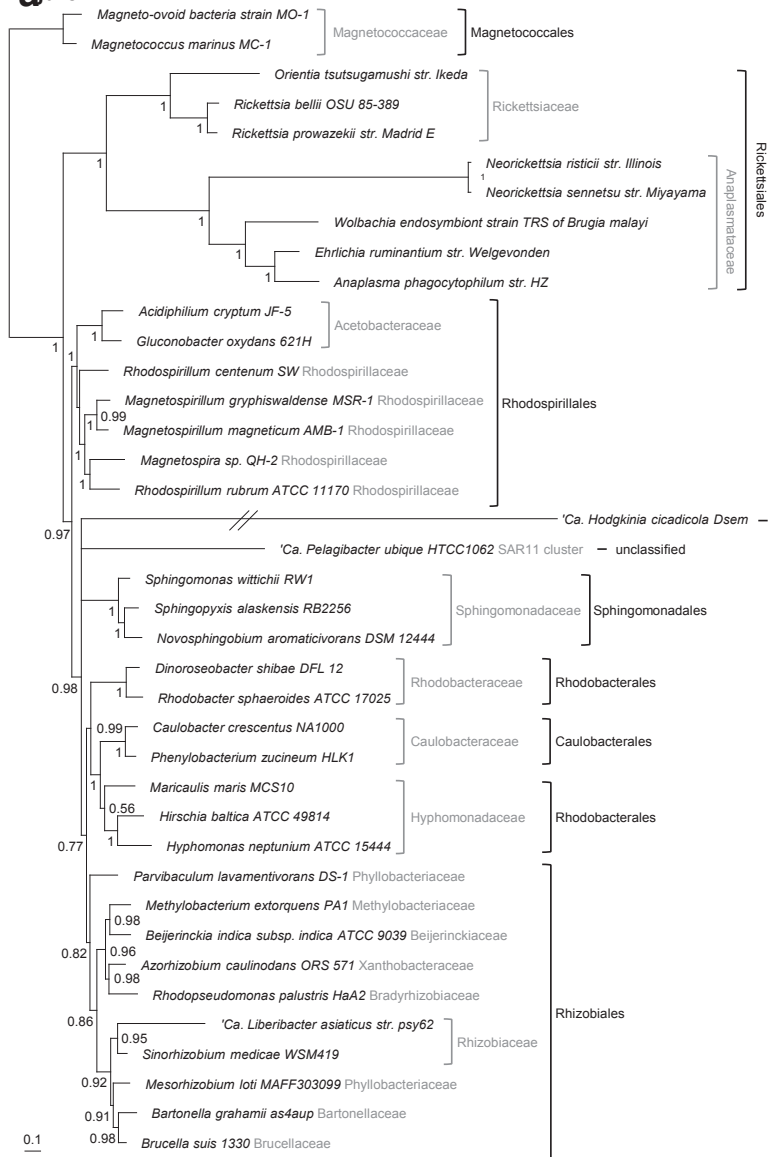 a
Magneto-ovoid bacteria strain MO-1
Magnetococcus marinus MC-1
Magnetococcaceae
Magnetococcales
Orientia tsutsugamushi str. Ikeda
Rickettsia bellii OSU 85-389
Rickettsia prowazekii str. Madrid E
Rickettsiaceae
1
1
1
Neorickettsia risticii str. Illinois
1
Neorickettsia sennetsu str. Miyayama
Wolbachia endosymbiont strain TRS of Brugia malayi
Ehrlichia ruminantium str. Welgevonden
Anaplasma phagocytophilum str. HZ
1
1
1
Anaplasmataceae
Rickettsiales
Acidiphilium cryptum JF-5
Gluconobacter oxydans 621H
Acetobacteraceae
1
1
1
Rhodospirillum centenum SW Rhodospirillaceae
Magnetospirillum gryphiswaldense MSR-1 Rhodospirillaceae
0.99
Magnetospirillum magneticum AMB-1 Rhodospirillaceae
1
Magnetospira sp. QH-2 Rhodospirillaceae
1
Rhodospirillum rubrum ATCC 11170 Rhodospirillaceae
1
Rhodospirillales
'Ca. Hodgkinia cicadicola Dsem
0.97
'Ca. Pelagibacter ubique HTCC1062 SAR11 cluster
unclassified
Sphingomonas wittichii RW1
Sphingopyxis alaskensis RB2256
Novosphingobium aromaticivorans DSM 12444
1
1
Sphingomonadaceae
Sphingomonadales
Dinoroseobacter shibae DFL 12
Rhodobacter sphaeroides ATCC 17025
0.98
1
Rhodobacteraceae
Rhodobacterales
Caulobacter crescentus NA1000
0.99
Phenylobacterium zucineum HLK1
1
Caulobacteraceae
Caulobacterales
1
Maricaulis maris MCS10
0.56
Hirschia baltica ATCC 49814
Hyphomonas neptunium ATCC 15444
1
Hyphomonadaceae
Rhodobacterales
0.77
Parvibaculum lavamentivorans DS-1 Phyllobacteriaceae
Methylobacterium extorquens PA1 Methylobacteriaceae
0.98
Beijerinckia indica subsp. indica ATCC 9039 Beijerinckiaceae
0.82
0.96
Azorhizobium caulinodans ORS 571 Xanthobacteraceae
0.98
Rhodopseudomonas palustris HaA2 Bradyrhizobiaceae
0.86
'Ca. Liberibacter asiaticus str. psy62
0.95
Sinorhizobium medicae WSM419
Rhizobiaceae
0.92
Mesorhizobium loti MAFF303099 Phyllobacteriaceae
0.91
Bartonella grahamii as4aup Bartonellaceae
0.98
Brucella suis 1330 Brucellaceae
Rhizobiales
0.1